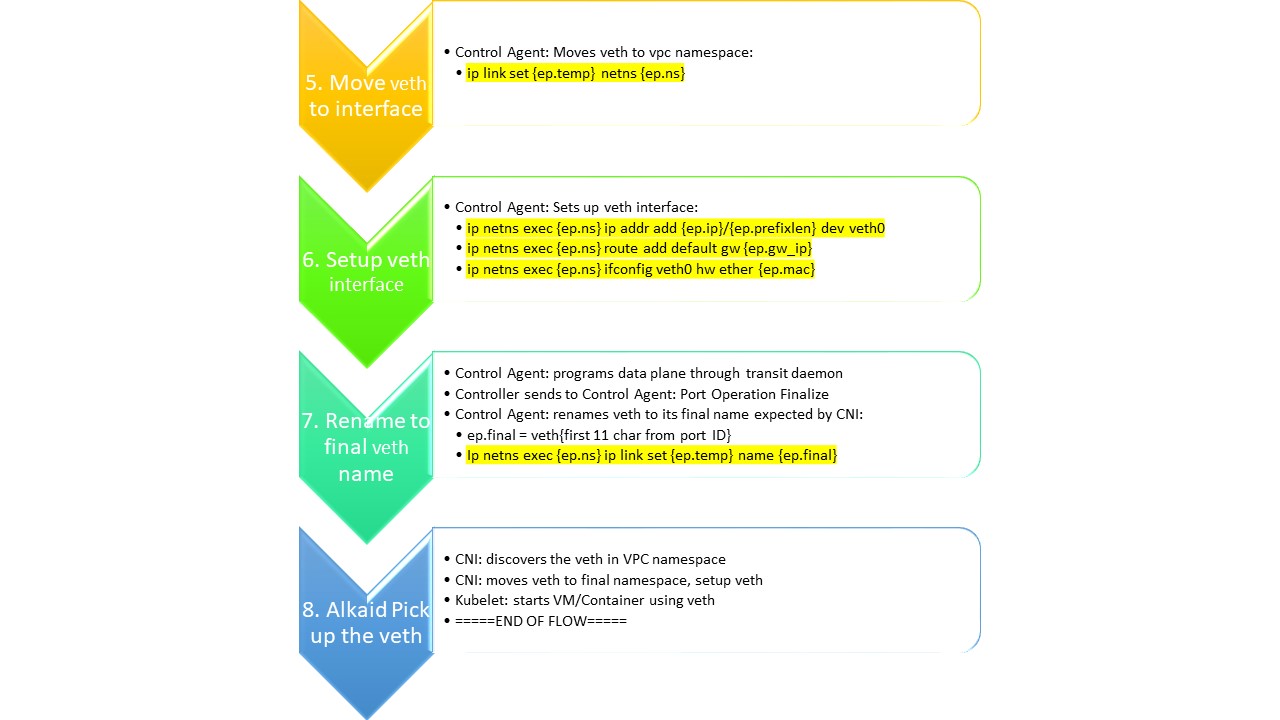 5. Move veth
to interface
• Control Agent: Moves veth to vpc namespace:
• ip link set {ep.temp} netns {ep.ns}
6. Setup veth
interface
• Control Agent: Sets up veth interface:
• ip netns exec {ep.ns} ip addr add {ep.ip}/{ep.prefixlen} dev veth0
• ip netns exec {ep.ns} route add default gw {ep.gw_ip}
• ip netns exec {ep.ns} ifconfig veth0 hw ether {ep.mac}
7. Rename to
final veth
name
• Control Agent: programs data plane through transit daemon
• Controller sends to Control Agent: Port Operation Finalize
• Control Agent: renames veth to its final name expected by CNI:
• ep.final = veth{first 11 char from port ID}
• Ip netns exec {ep.ns} ip link set {ep.temp} name {ep.final}
8. Alkaid Pick
up the veth
• CNI: discovers the veth in VPC namespace
• CNI: moves veth to final namespace, setup veth
• Kubelet: starts VM/Container using veth
• =====END OF FLOW=====